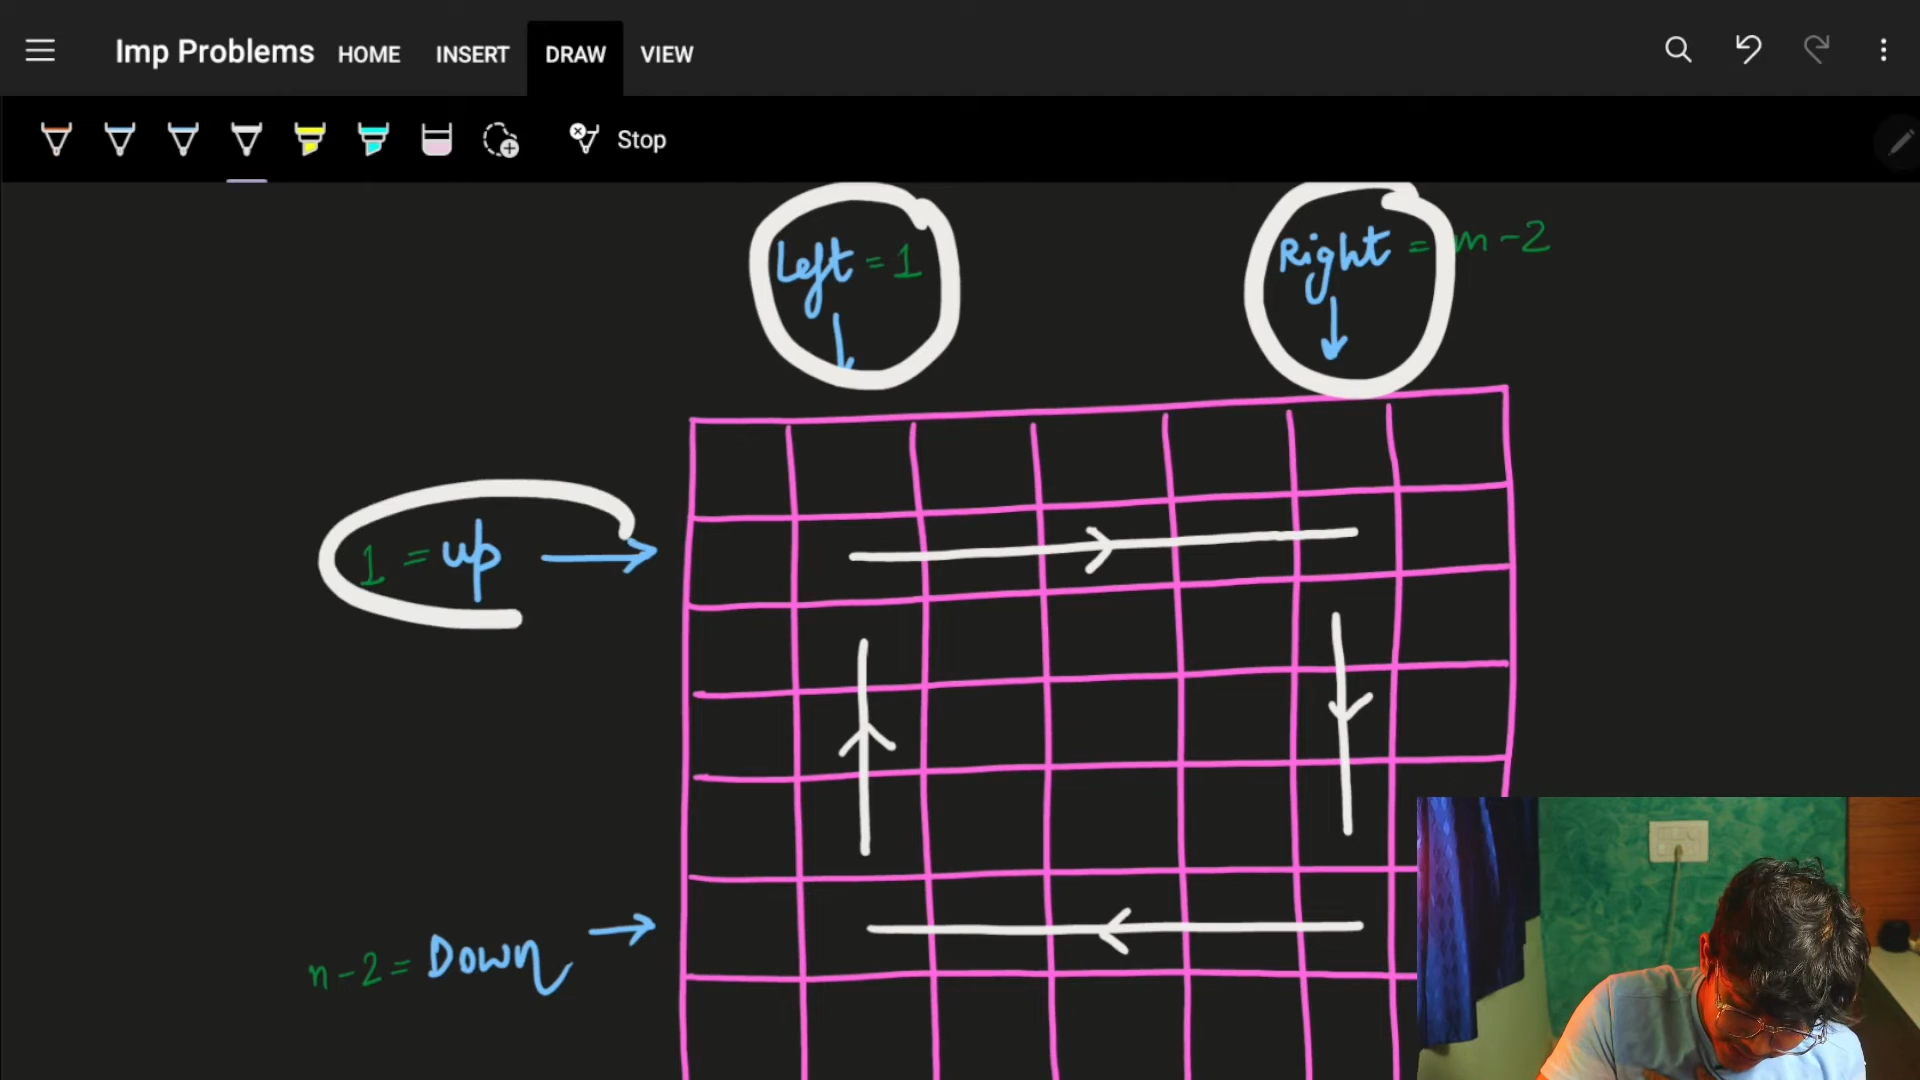 Imp Problems HOME INSERT DRAW VIEW
Stop
Left = 1
Right = m-2
1 = up
n-2 = Down